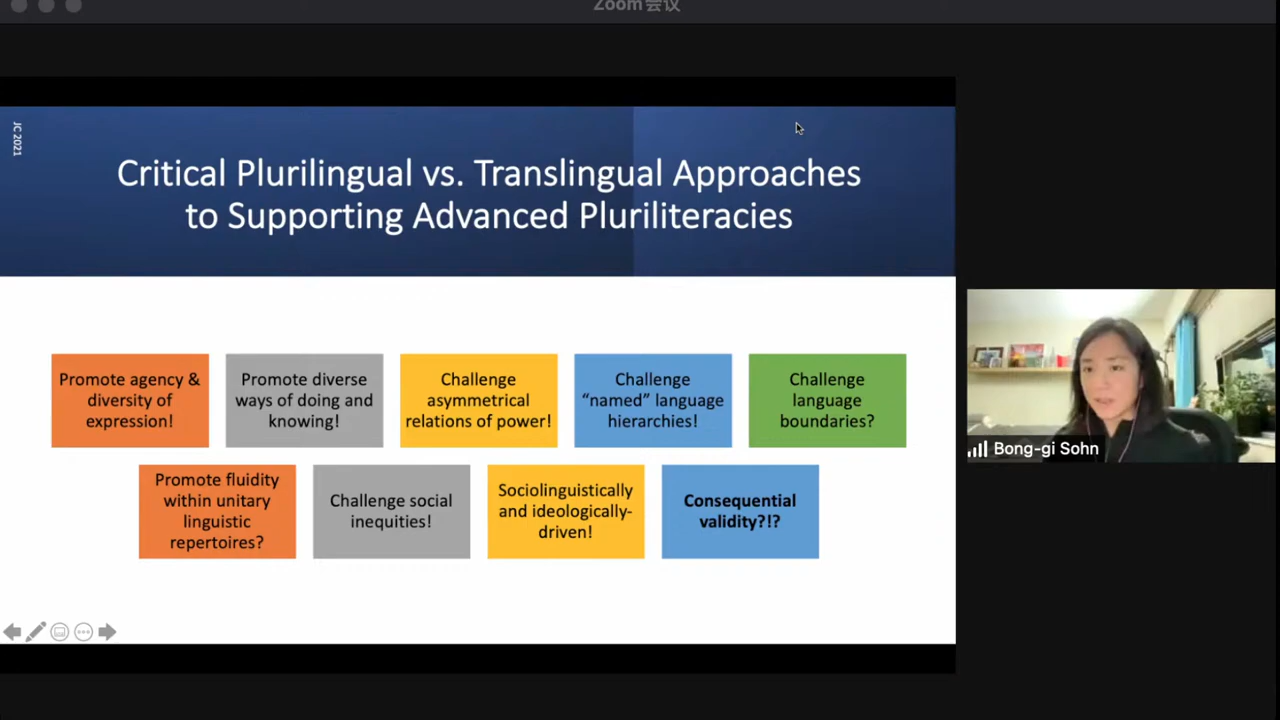 Zoom会议
JC 2021
Critical Plurilingual vs. Translingual Approaches
to Supporting Advanced Pluriliteracies
Promote agency &
diversity of
expression!
Promote diverse
ways of doing and
knowing!
Challenge
asymmetrical
relations of power!
Challenge
“named” language
hierarchies!
Challenge
language
boundaries?
Promote fluidity
within unitary
linguistic
repertoires?
Challenge social
inequities!
Sociolinguistically
and ideologically-
driven!
Consequential
validity?!?
Bong-gi Sohn